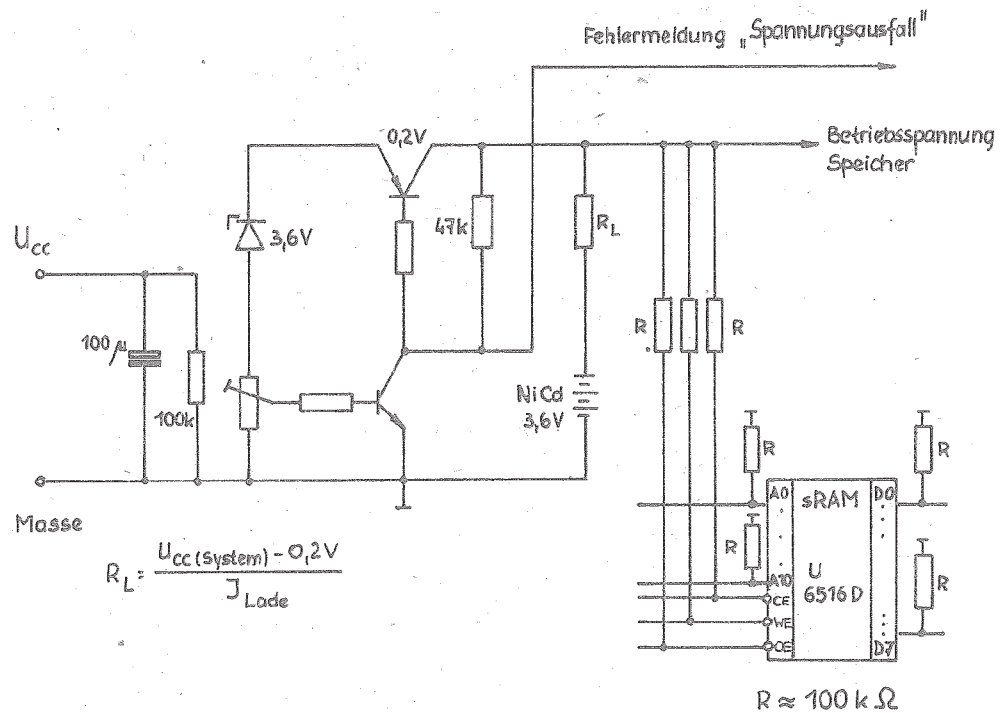 Fehlermeldung „Spannungsausfall"
0,2V
Betriebsspannung
Speicher
Ucc
3,6V
47k
RL
100µ
100k
R
R
NiCd
3,6V
Masse
RL = Ucc(System) - 0,2V
JLade
R
R
R
R
A0
sRAM
D0
A10
U
6516D
CE
WE
OE
D7
R ≈ 100 k Ω